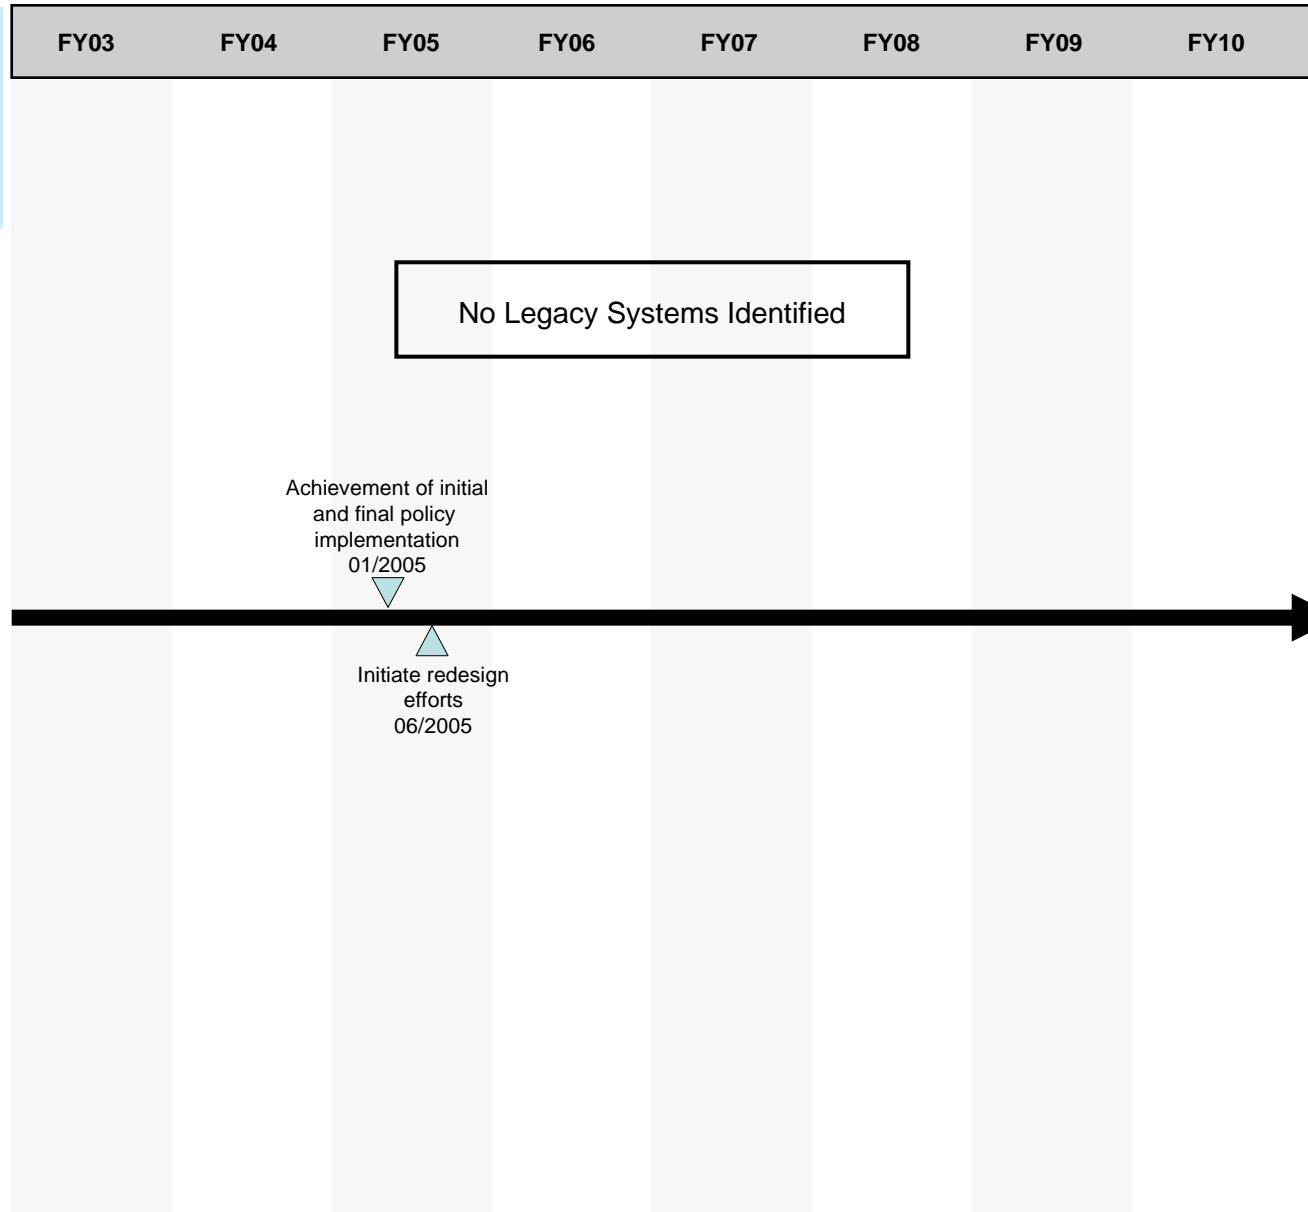 FY03 FY04 FY05 FY06 FY07 FY08 FY09 FY10
No Legacy Systems Identified
Achievement of initial
and final policy
implementation
01/2005
Initiate redesign
efforts
06/2005